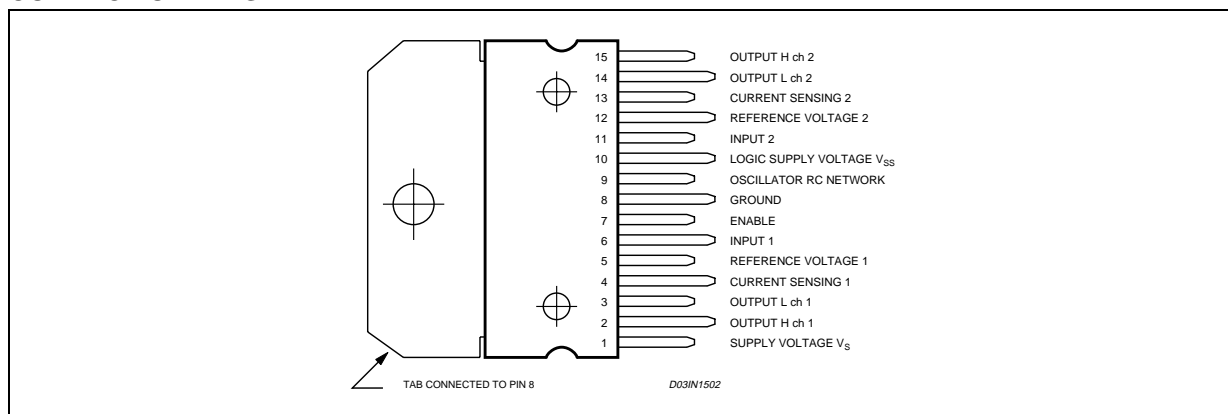 15 OUTPUT H ch 2
14 OUTPUT L ch 2
13 CURRENT SENSING 2
12 REFERENCE VOLTAGE 2
11 INPUT 2
10 LOGIC SUPPLY VOLTAGE VSS
9 OSCILLATOR RC NETWORK
8 GROUND
7 ENABLE
6 INPUT 1
5 REFERENCE VOLTAGE 1
4 CURRENT SENSING 1
3 OUTPUT L ch 1
2 OUTPUT H ch 1
1 SUPPLY VOLTAGE VS
TAB CONNECTED TO PIN 8
D03IN1502